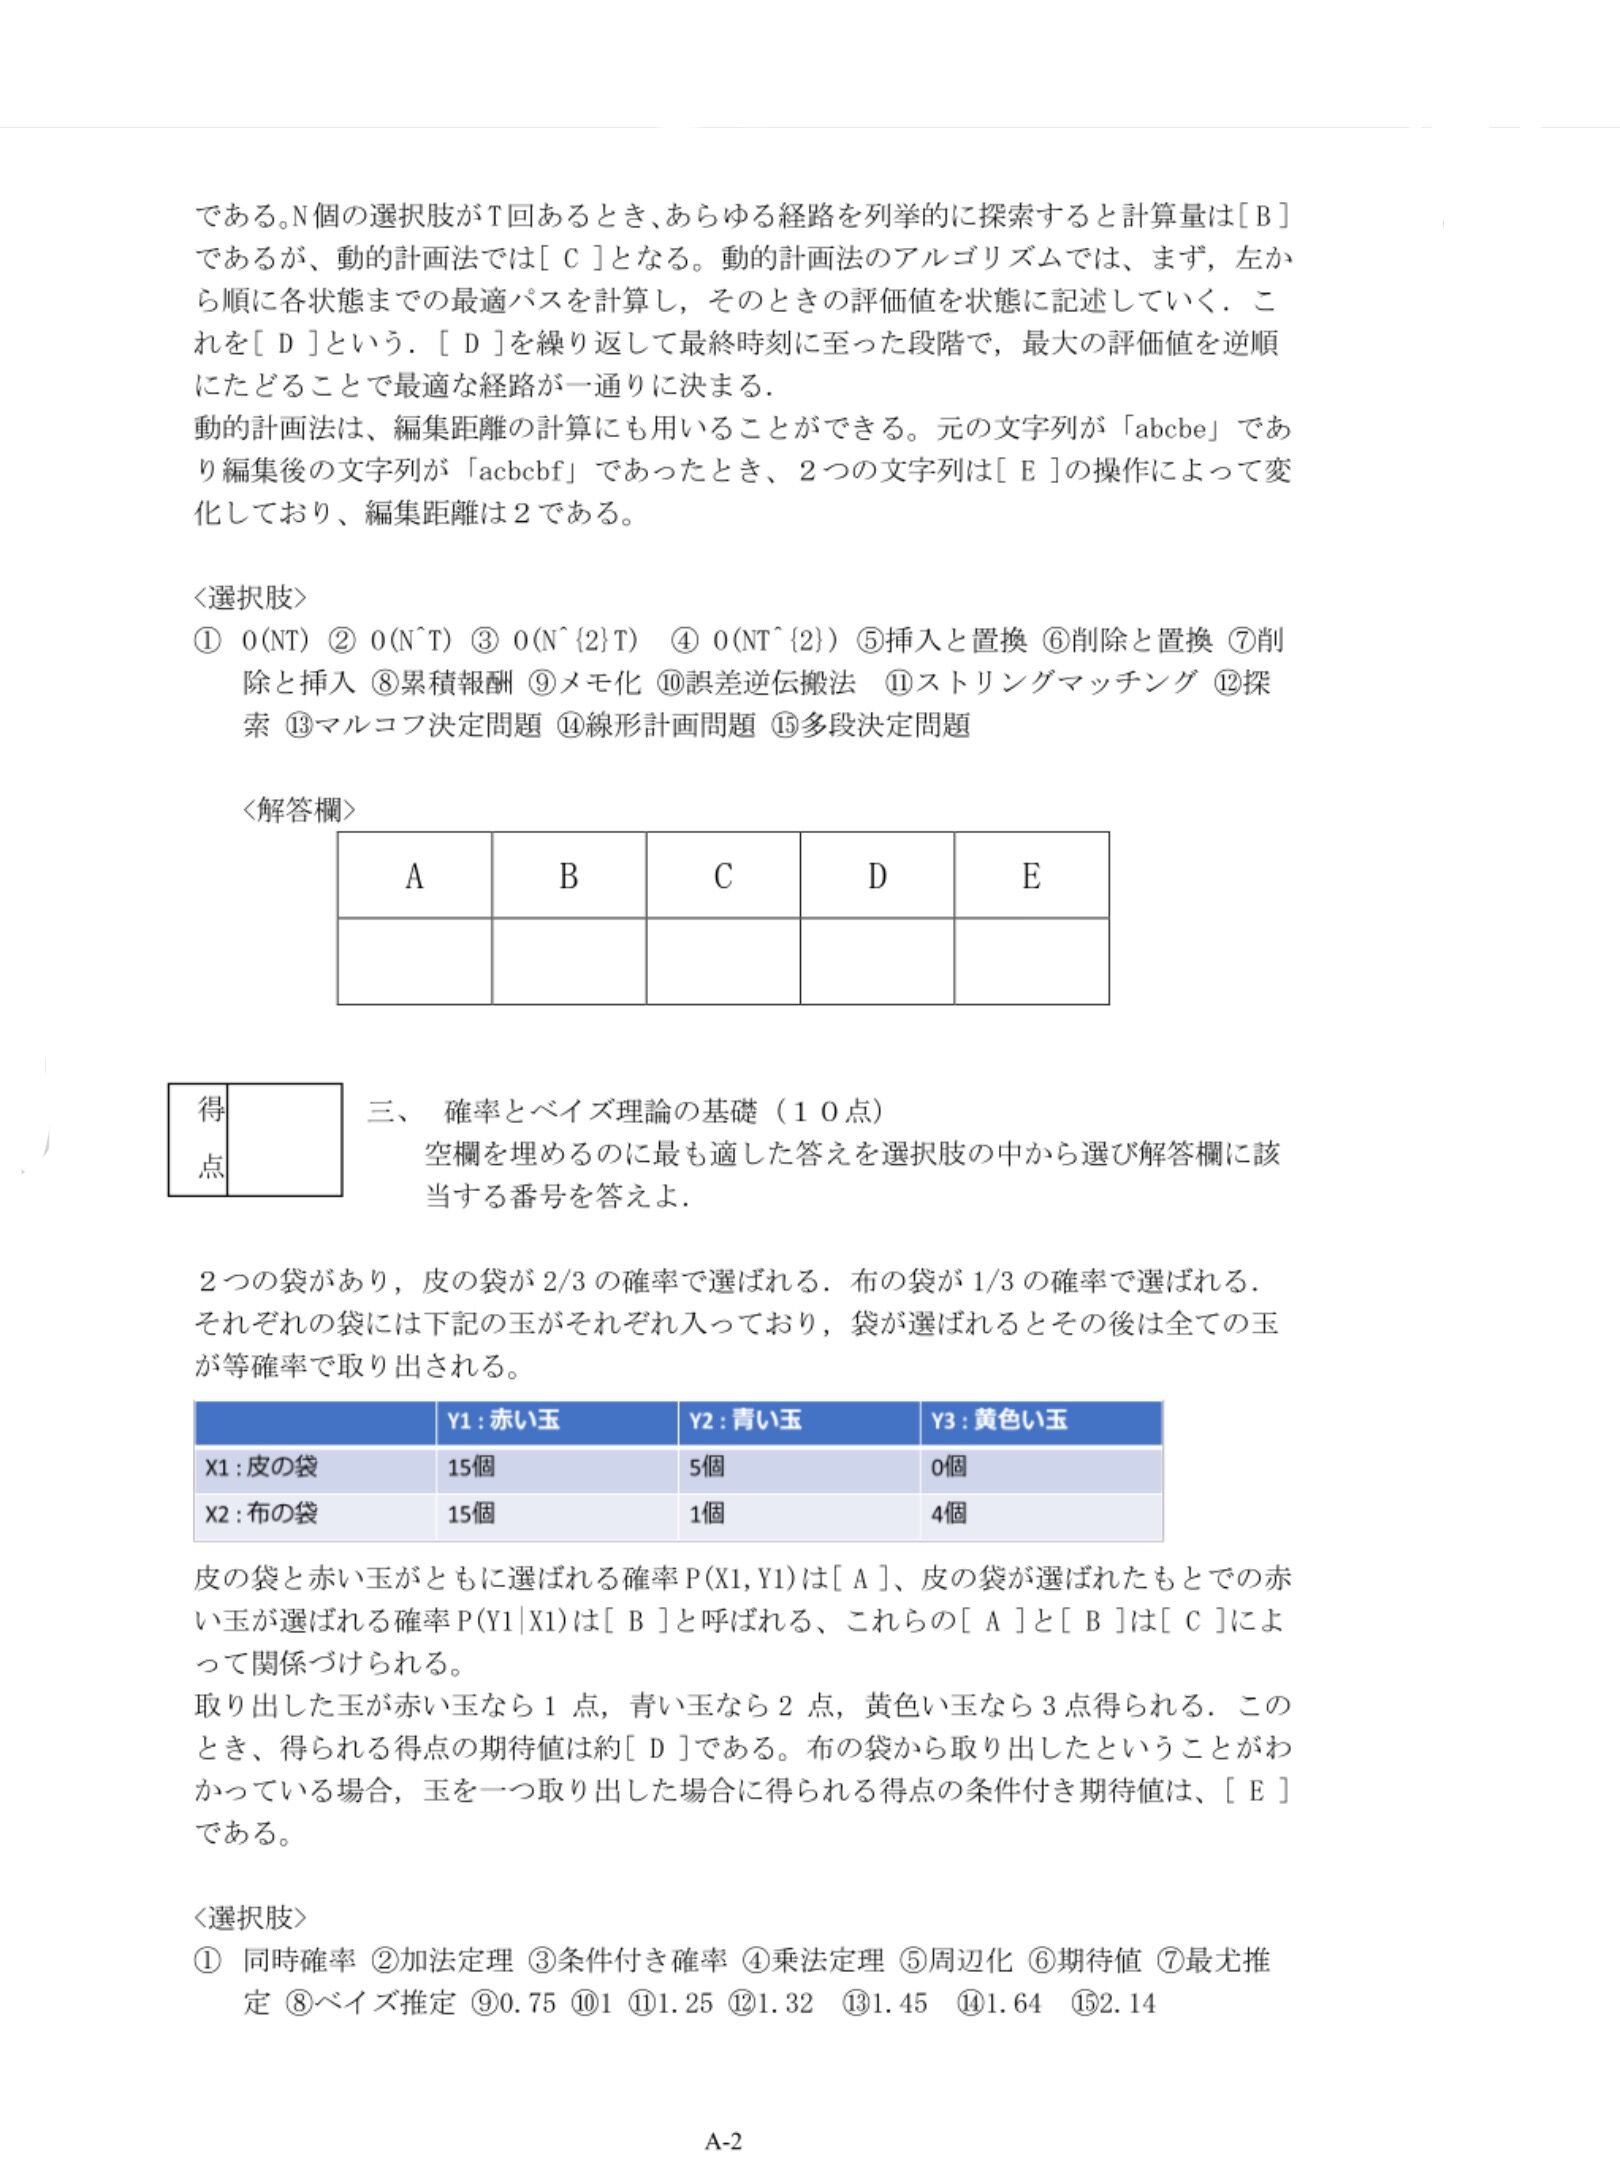 である。N個の選択肢がT回あるとき、あらゆる経路を列挙的に探索すると計算量は[ B ]
であるが、動的計画法では[ C ]となる。動的計画法のアルゴリズムでは、まず，左か
ら順に各状態までの最適パスを計算し，そのときの評価値を状態に記述していく．こ
れを[ D ]という．[ D ]を繰り返して最終時刻に至った段階で，最大の評価値を逆順
にたどることで最適な経路が一通りに決まる．
動的計画法は、編集距離の計算にも用いることができる。元の文字列が「abcbe」であ
り編集後の文字列が「acbcbf」であったとき、２つの文字列は[ E ]の操作によって変
化しており、編集距離は２である。
<選択肢>
① O(NT) ② O(N^T) ③ O(N^{2}T) ④ O(NT^{2}) ⑤挿入と置換 ⑥削除と置換 ⑦削
除と挿入 ⑧累積報酬 ⑨メモ化 ⑩誤差逆伝搬法 ⑪ストリングマッチング ⑫探
索 ⑬マルコフ決定問題 ⑭線形計画問題 ⑮多段決定問題
<解答欄>
A B C D E
得
点
三、 確率とベイズ理論の基礎（１０点）
空欄を埋めるのに最も適した答えを選択肢の中から選び解答欄に該
当する番号を答えよ．
２つの袋があり，皮の袋が 2/3 の確率で選ばれる．布の袋が 1/3 の確率で選ばれる．
それぞれの袋には下記の玉がそれぞれ入っており，袋が選ばれるとその後は全ての玉
が等確率で取り出される。
Y1 : 赤い玉 Y2 : 青い玉 Y3 : 黄色い玉
X1 : 皮の袋 15個 5個 0個
X2 : 布の袋 15個 1個 4個
皮の袋と赤い玉がともに選ばれる確率 P(X1,Y1)は[ A ]、皮の袋が選ばれたもとでの赤
い玉が選ばれる確率 P(Y1|X1)は[ B ]と呼ばれる、これらの[ A ]と[ B ]は[ C ]によ
って関係づけられる。
取り出した玉が赤い玉なら 1 点，青い玉なら 2 点，黄色い玉なら 3 点得られる．この
とき、得られる得点の期待値は約[ D ]である。布の袋から取り出したということがわ
かっている場合，玉を一つ取り出した場合に得られる得点の条件付き期待値は、[ E ]
である。
<選択肢>
① 同時確率 ②加法定理 ③条件付き確率 ④乗法定理 ⑤周辺化 ⑥期待値 ⑦最尤推
定 ⑧ベイズ推定 ⑨0.75 ⑩1 ⑪1.25 ⑫1.32 ⑬1.45 ⑭1.64 ⑮2.14
A-2